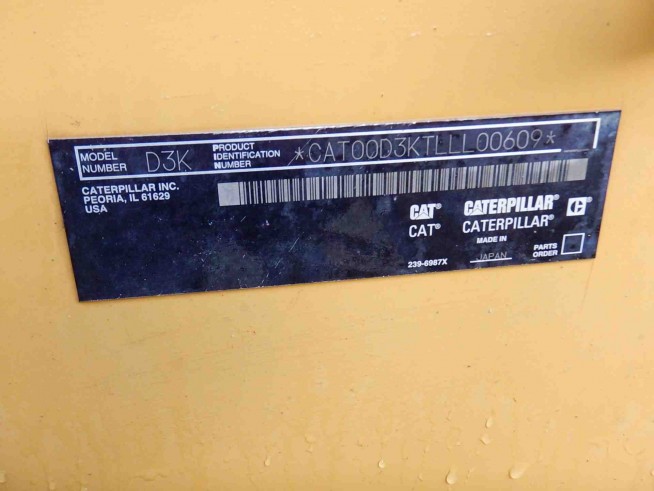 MODEL NUMBER D3K PRODUCT IDENTIFICATION NUMBER *CAT00D3KTLLL00609*
CATERPILLAR INC.
PEORIA, IL 61629
USA
CAT® CATERPILLAR® C®
CAT® CATERPILLAR®
239-6987X
MADE IN
JAPAN
PARTS
ORDER